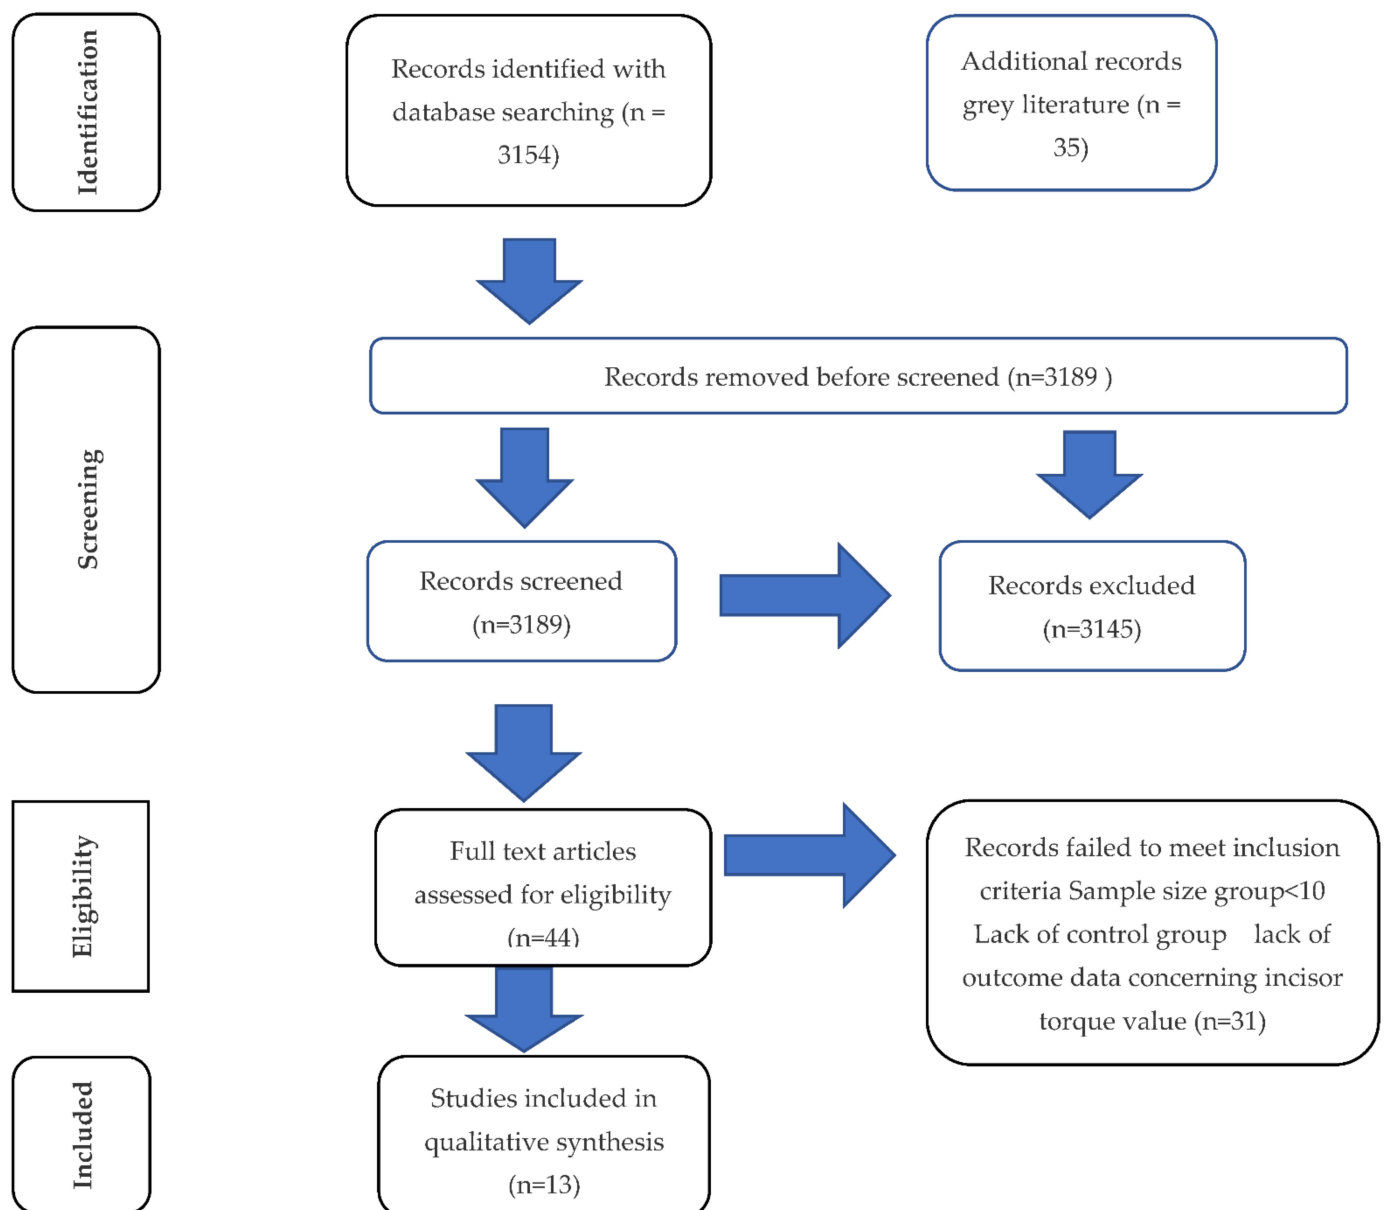 Identification
Records identified with
database searching (n =
3154)
Additional records
grey literature (n =
35)
Screening
Records removed before screened (n=3189 )
Records screened
(n=3189)
Records excluded
(n=3145)
Eligibility
Full text articles
assessed for eligibility
(n=44)
Records failed to meet inclusion
criteria Sample size group<10
Lack of control group    lack of
outcome data concerning incisor
torque value (n=31)
Included
Studies included in
qualitative synthesis
(n=13)